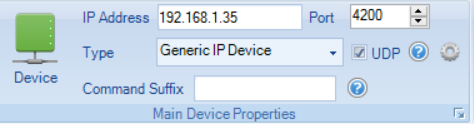 IP Address 192.168.1.35 Port 4200
Type Generic IP Device UDP ?
Device
Command Suffix ?
Main Device Properties